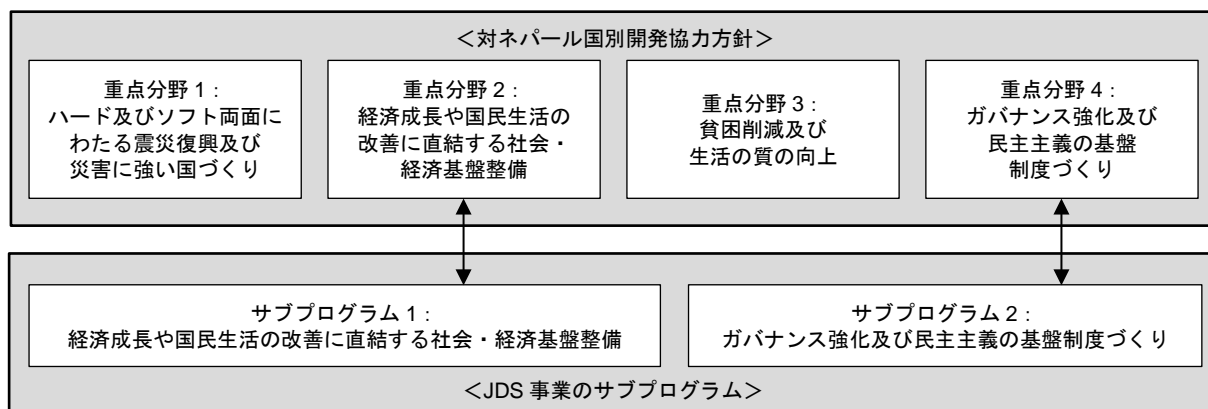 ＜対ネパール国別開発協力方針＞
重点分野 1：
ハード及びソフト両面に
わたる震災復興及び
災害に強い国づくり
重点分野 2：
経済成長や国民生活の
改善に直結する社会・
経済基盤整備
重点分野 3：
貧困削減及び
生活の質の向上
重点分野 4：
ガバナンス強化及び
民主主義の基盤
制度づくり
サブプログラム 1：
経済成長や国民生活の改善に直結する社会・経済基盤整備
サブプログラム 2：
ガバナンス強化及び民主主義の基盤制度づくり
＜JDS 事業のサブプログラム＞